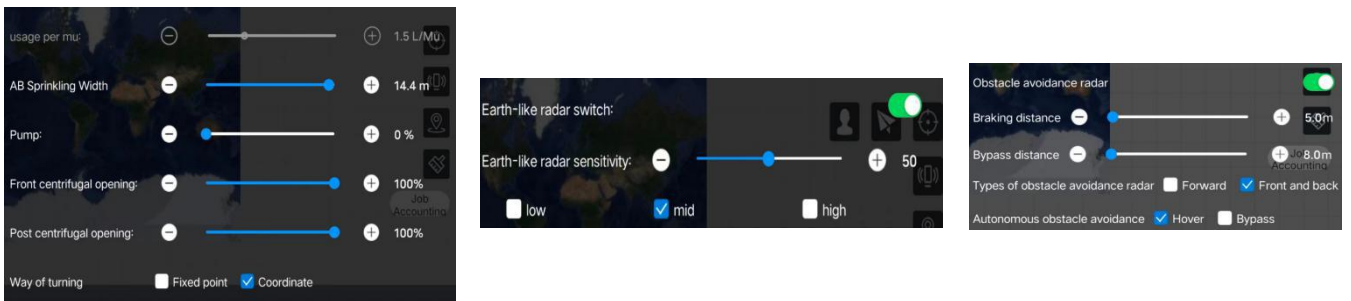 usage per mu: 1.5 L/Mu
AB Sprinkling Width 14.4 m
Pump: 0 %
Front centrifugal opening: 100%
Job
Accounting
Post centrifugal opening: 100%
Way of turning Fixed point Coordinate
Earth-like radar switch:
Earth-like radar sensitivity: 50
low mid high
Obstacle avoidance radar
Braking distance 5.0m
Bypass distance 8.0m
Accounting
Types of obstacle avoidance radar Forward Front and back
Autonomous obstacle avoidance Hover Bypass